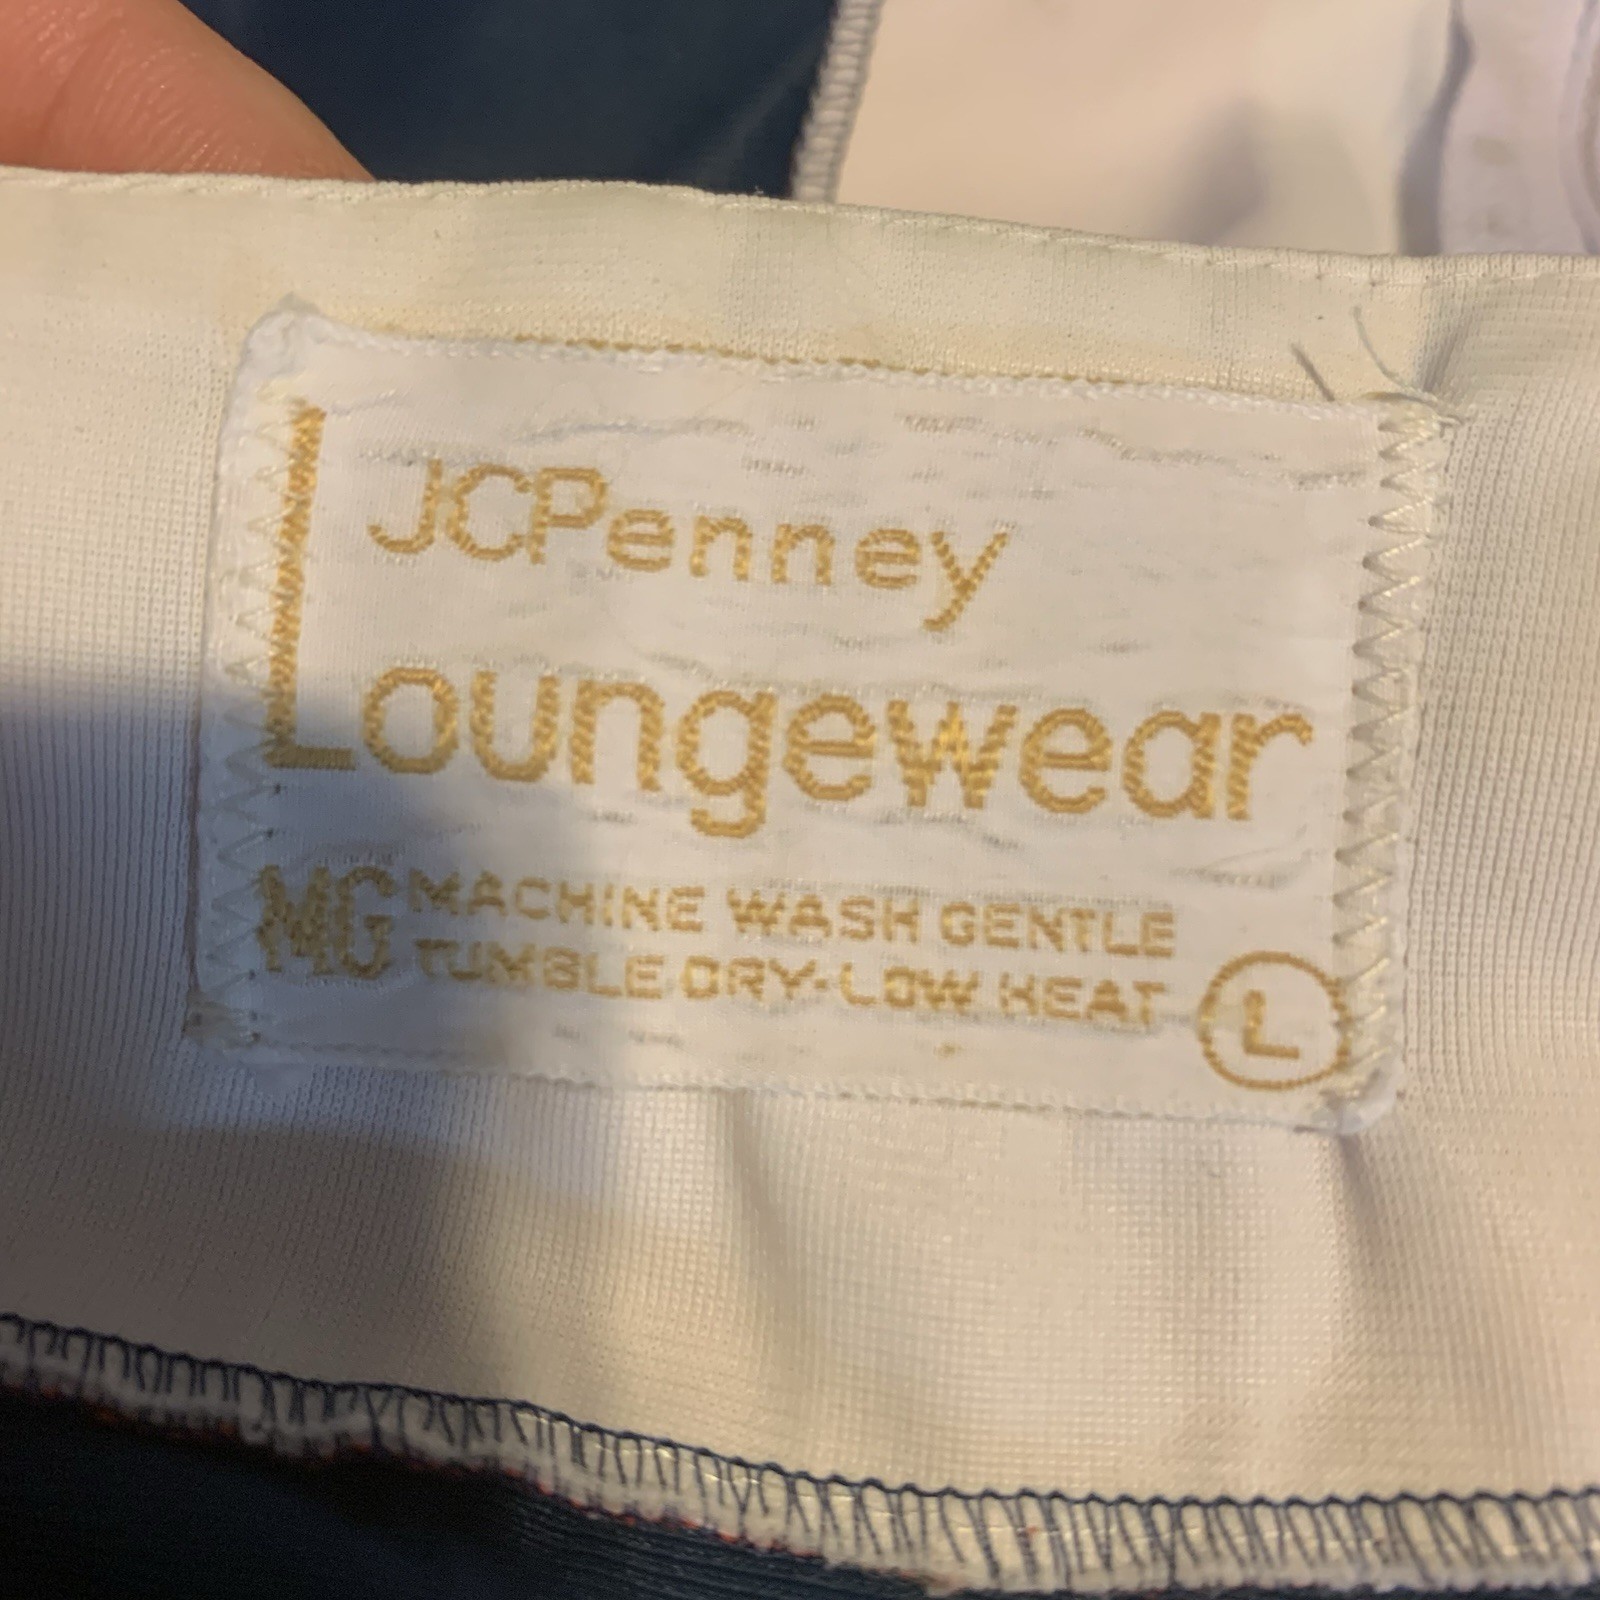 JCPenney
Loungewear
MG MACHINE WASH GENTLE
TUMBLE DRY-LOW HEAT
L